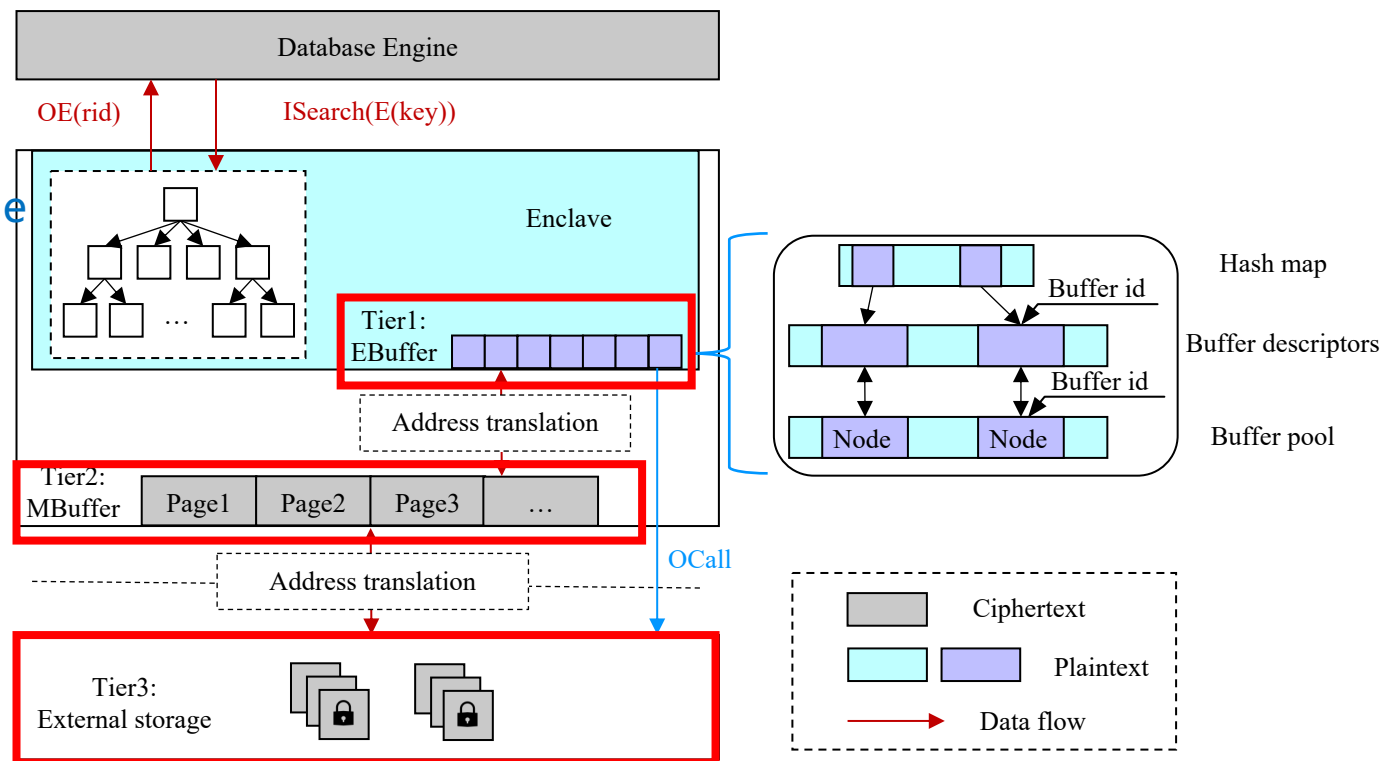 Database Engine
OE(rid)
ISearch(E(key))
e
Enclave
Tier1:
EBuffer
Address translation
Tier2:
MBuffer
Page1
Page2
Page3
…
…
OCall
Address translation
Tier3:
External storage
Hash map
Buffer id
Buffer descriptors
Buffer id
Node
Node
Buffer pool
Ciphertext
Plaintext
Data flow